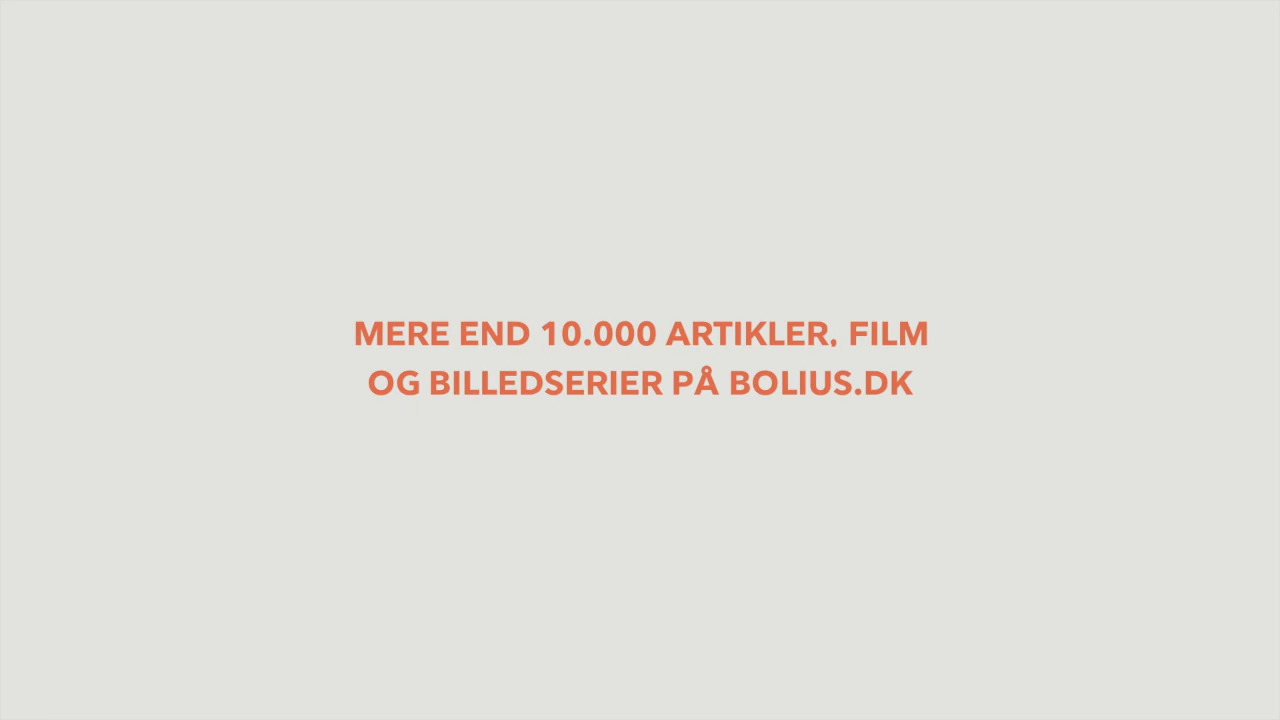 MERE END 10.000 ARTIKLER, FILM
OG BILLEDSERIER PÅ BOLIUS.DK